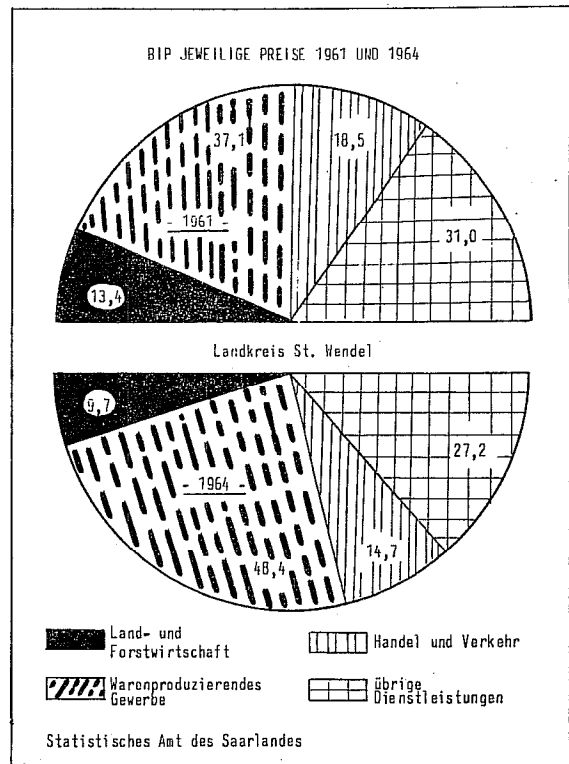 BIP JEWEILIGE PREISE 1961 UND 1964
37,1
18,5
- 1961 -
31,0
13,4
Landkreis St. Wendel
9,7
27,2
- 1964 -
14,7
48,4
Land- und
Forstwirtschaft
Handel und Verkehr
Waronproduzierendes
Gewerbe
übrige
Dienstleistungen
Statistisches Amt des Saarlandes